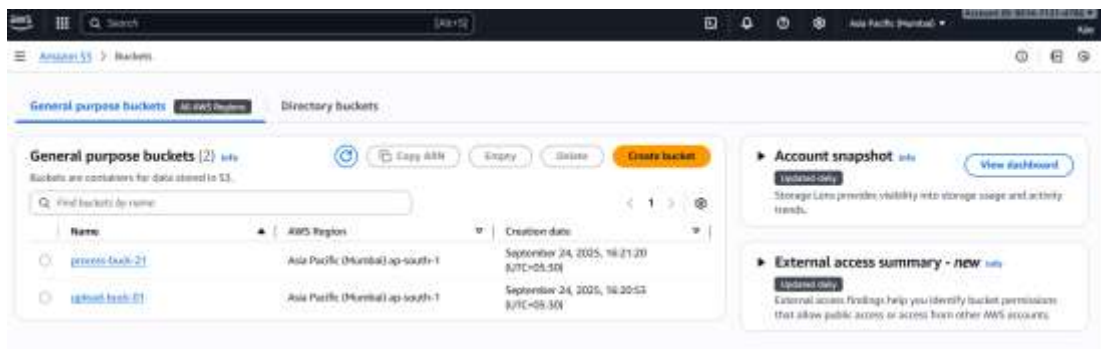 aws Search [Alt+S] Asia Pacific (Mumbai)
Amazon S3 > Buckets
General purpose buckets All AWS Regions Directory buckets
General purpose buckets (2) Info
Copy ARN Empty Delete Create bucket
Buckets are containers for data stored in S3.
Find buckets by name
1
Name AWS Region Creation date
process-buck-21 Asia Pacific (Mumbai) ap-south-1 September 24, 2025, 16:21:20
(UTC+05:30)
Asia Pacific (Mumbai) ap-south-1 September 24, 2025, 16:20:53
(UTC+05:30)
Account snapshot Info View dashboard
Updated daily
Storage Lens provides visibility into storage usage and activity
trends.
External access summary - new Info
Updated daily
External access findings help you identify bucket permissions
that allow public access or access from other AWS accounts.